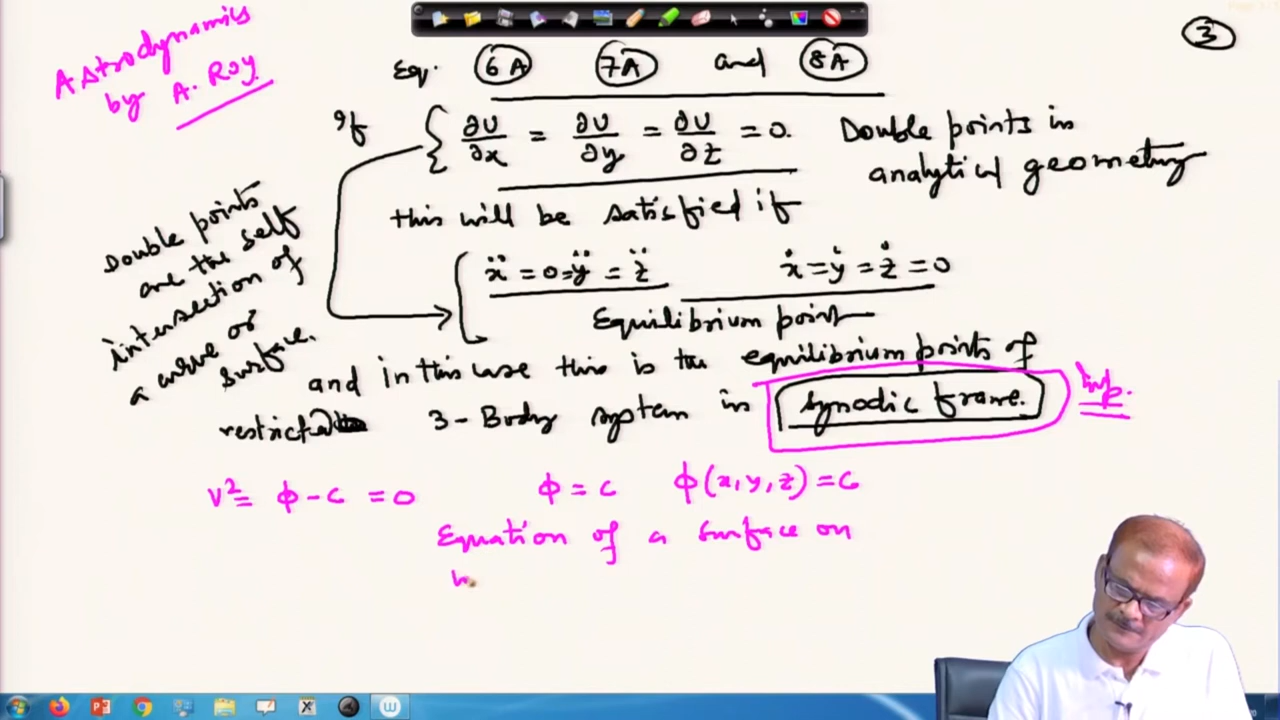 Astrodynamics
by A. Roy
3
Eq. 6A 7A and 8A
If { ∂U/∂x = ∂U/∂y = ∂U/∂z = 0. Double points in
analytical geometry
this will be satisfied if
ẍ = 0 = ÿ = z̈ ẋ = ẏ = ż = 0
Equilibrium point
Double points
are the self
intersection of
a curve or
surface.
and in this case this is the equilibrium points of
restricted 3-Body system in synodic frame. Imp.
V² = φ - c = 0 φ = c φ(x, y, z) = c
Equation of a surface on